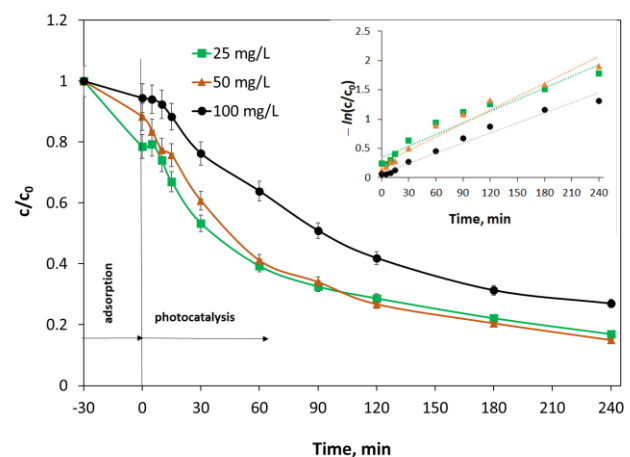 1.2
1
0.8
0.6
0.4
0.2
0
c/c₀
25 mg/L
50 mg/L
100 mg/L
adsorption
photocatalysis
-30 0 30 60 90 120 150 180 210 240
Time, min
2.5
2
1.5
1
0.5
0
− ln(c/c₀)
0 30 60 90 120 150 180 210 240
Time, min